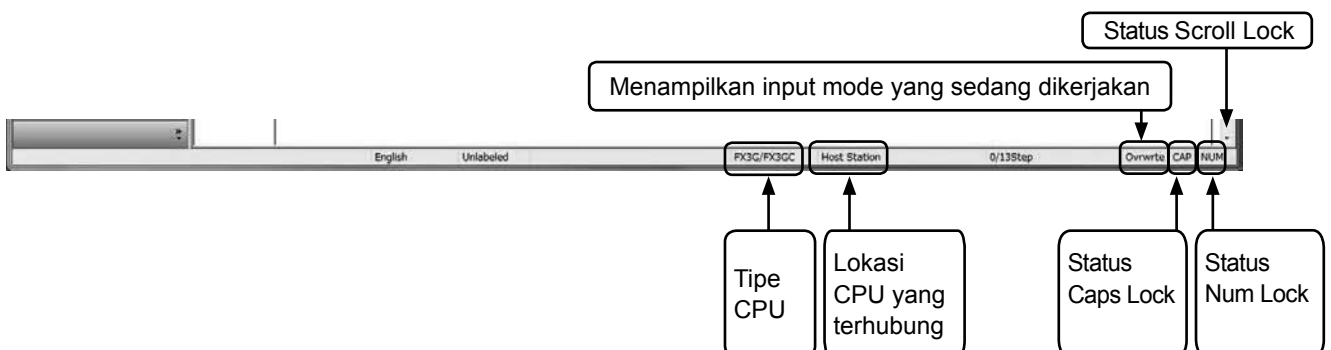 Status Scroll Lock
Menampilkan input mode yang sedang dikerjakan
English Unlabeled FX3G/FX3GC Host Station 0/13Step Ovrwrte CAP NUM
Tipe
CPU
Lokasi
CPU yang
terhubung
Status
Caps Lock
Status
Num Lock